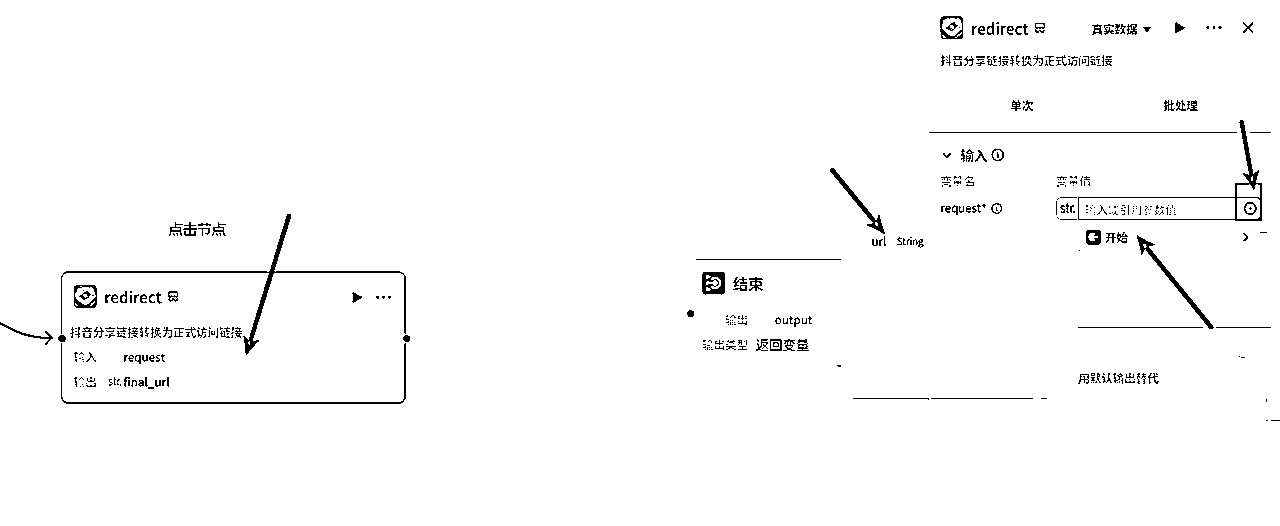 点击节点
redirect
抖音分享链接转换为正式访问链接
输入 request
输出 str. final_url
结束
输出 output
输出类型 返回变量
url String
redirect 真实数据
抖音分享链接转换为正式访问链接
单次 批处理
输入
变量名 变量值
request* str. 输入或引用参数值
开始
用默认输出替代